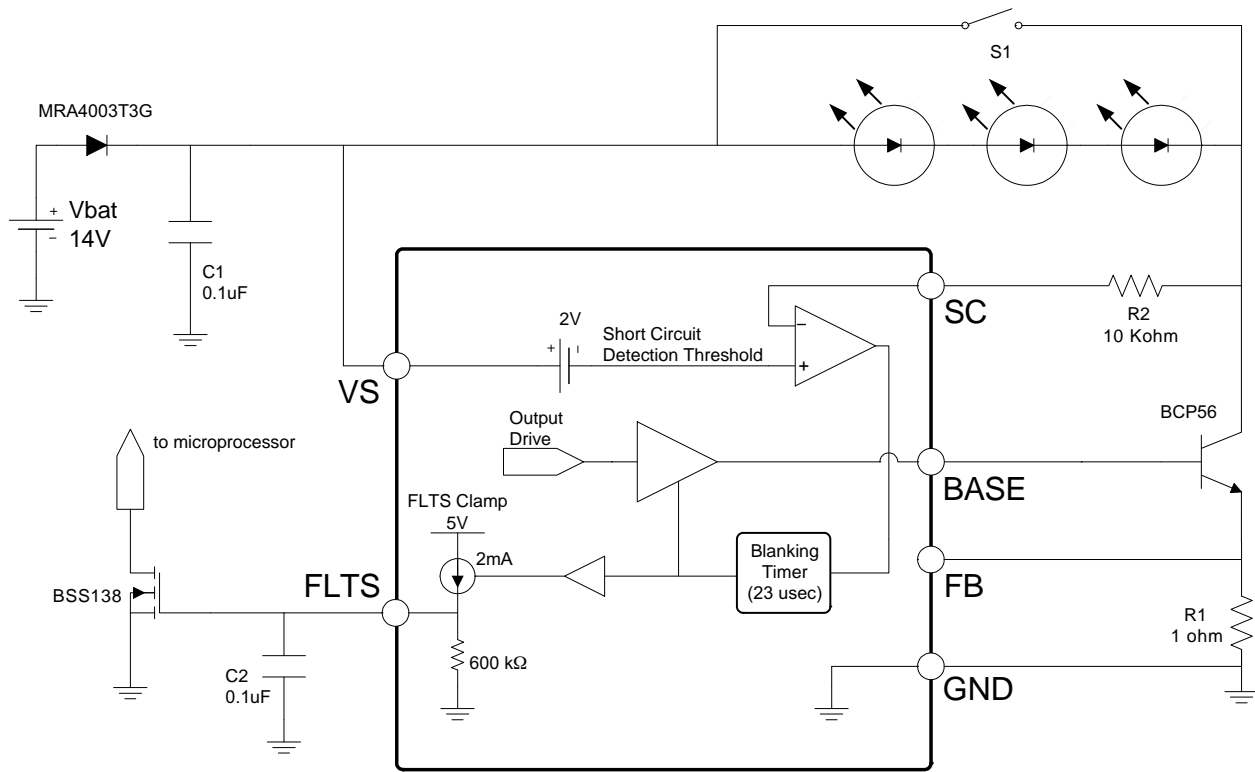 S1
MRA4003T3G
+
Vbat
−
14V
C1
0.1uF
SC
R2
10 Kohm
2V
+
−
Short Circuit
Detection Threshold
−
+
VS
BCP56
to microprocessor
Output
Drive
BASE
FLTS Clamp
5V
2mA
Blanking
Timer
(23 usec)
FLTS
FB
BSS138
R1
1 ohm
600 kΩ
C2
0.1uF
GND